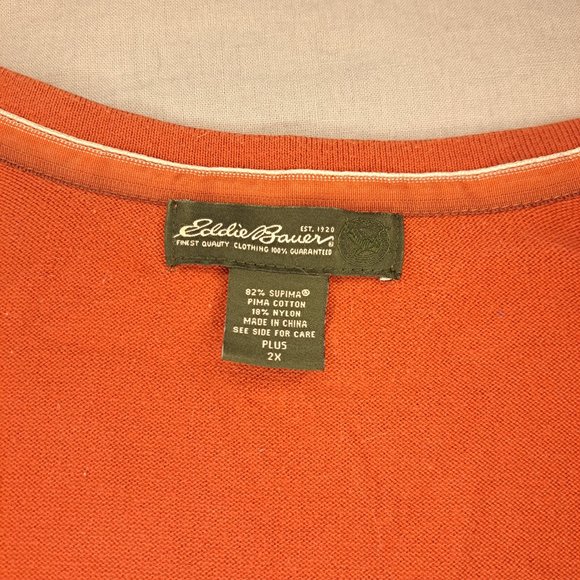 EST. 1920
Eddie Bauer®
FINEST QUALITY CLOTHING 100% GUARANTEED
82% SUPIMA®
PIMA COTTON
18% NYLON
MADE IN CHINA
SEE SIDE FOR CARE
PLUS
2X